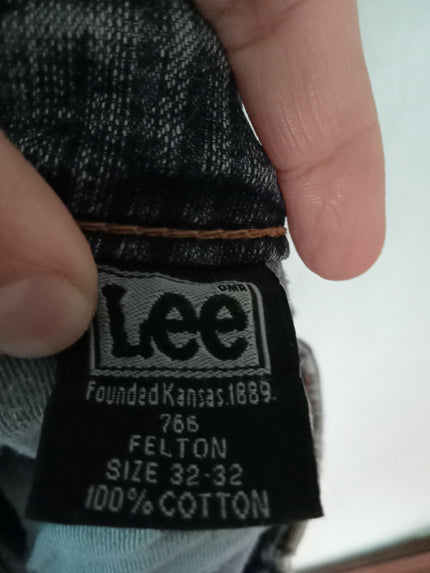 Lee
Founded Kansas.1889.
766
FELTON
SIZE 32-32
100% COTTON